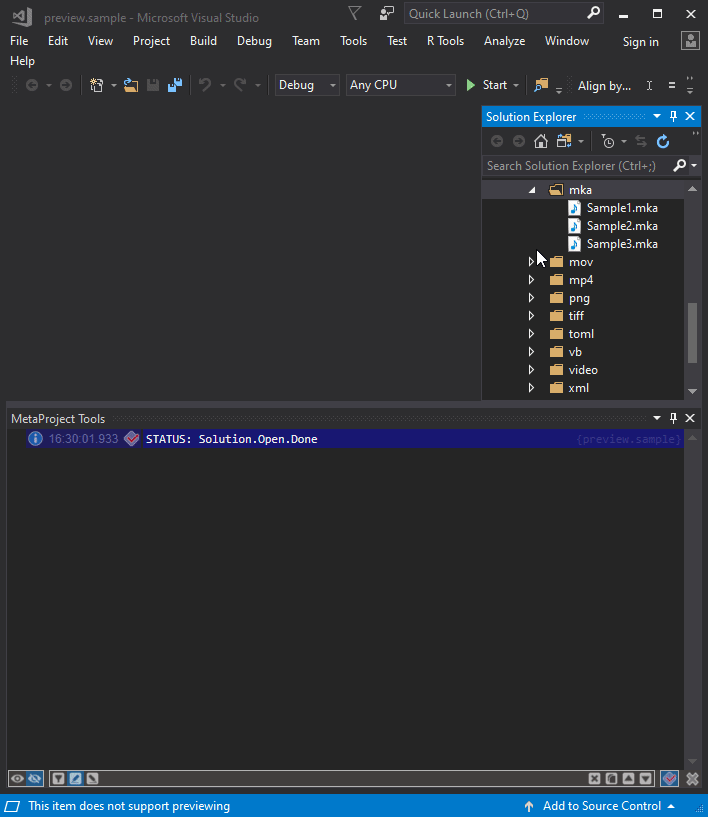 preview.sample - Microsoft Visual Studio
Quick Launch (Ctrl+Q)
File Edit View Project Build Debug Team Tools Test R Tools Analyze Window Sign in
Help
Debug Any CPU Start Align by...
Solution Explorer
Search Solution Explorer (Ctrl+;)
mka
Sample1.mka
Sample2.mka
Sample3.mka
mov
mp4
png
tiff
toml
vb
video
xml
MetaProject Tools
16:30:01.933 STATUS: Solution.Open.Done {preview.sample}
This item does not support previewing Add to Source Control